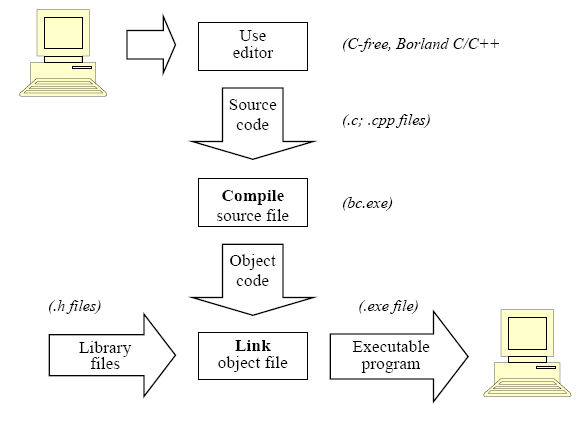 Use
editor
(C-free, Borland C/C++
Source
code
(.c; .cpp files)
Compile
source file
(bc.exe)
Object
code
(.h files)
(.exe file)
Library
files
Link
object file
Executable
program